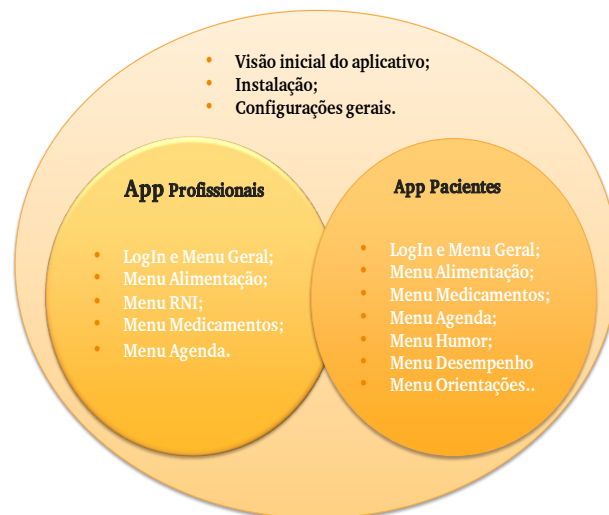 • Visão inicial do aplicativo;
• Instalação;
• Configurações gerais.
App Profissionais
• LogIn e Menu Geral;
• Menu Alimentação;
• Menu RNI;
• Menu Medicamentos;
• Menu Agenda.
App Pacientes
• LogIn e Menu Geral;
• Menu Alimentação;
• Menu Medicamentos;
• Menu Agenda;
• Menu Humor;
• Menu Desempenho
• Menu Orientações..